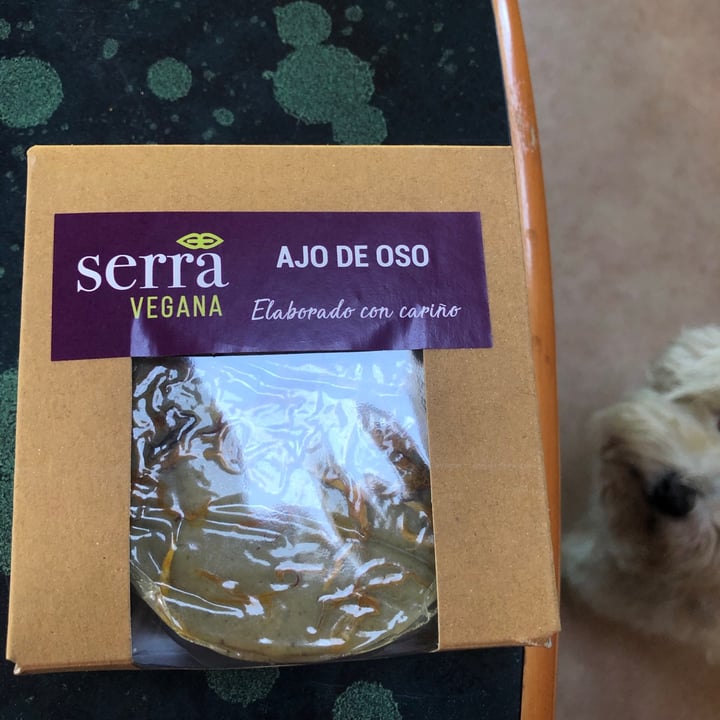 serra
VEGANA
AJO DE OSO
Elaborado con cariño